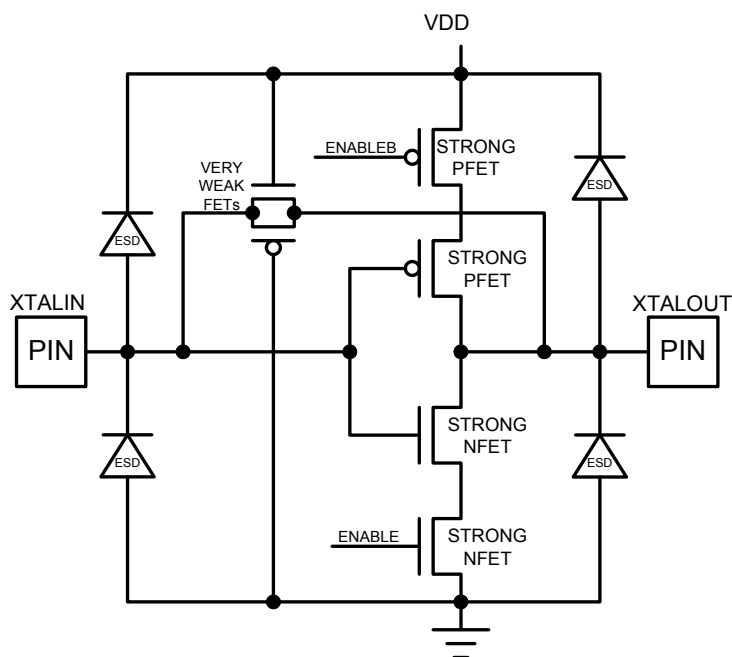 VDD
ENABLEB
STRONG
PFET
VERY
WEAK
FETs
ESD
ESD
STRONG
PFET
XTALIN
PIN
XTALOUT
PIN
STRONG
NFET
ESD
ESD
ENABLE
STRONG
NFET